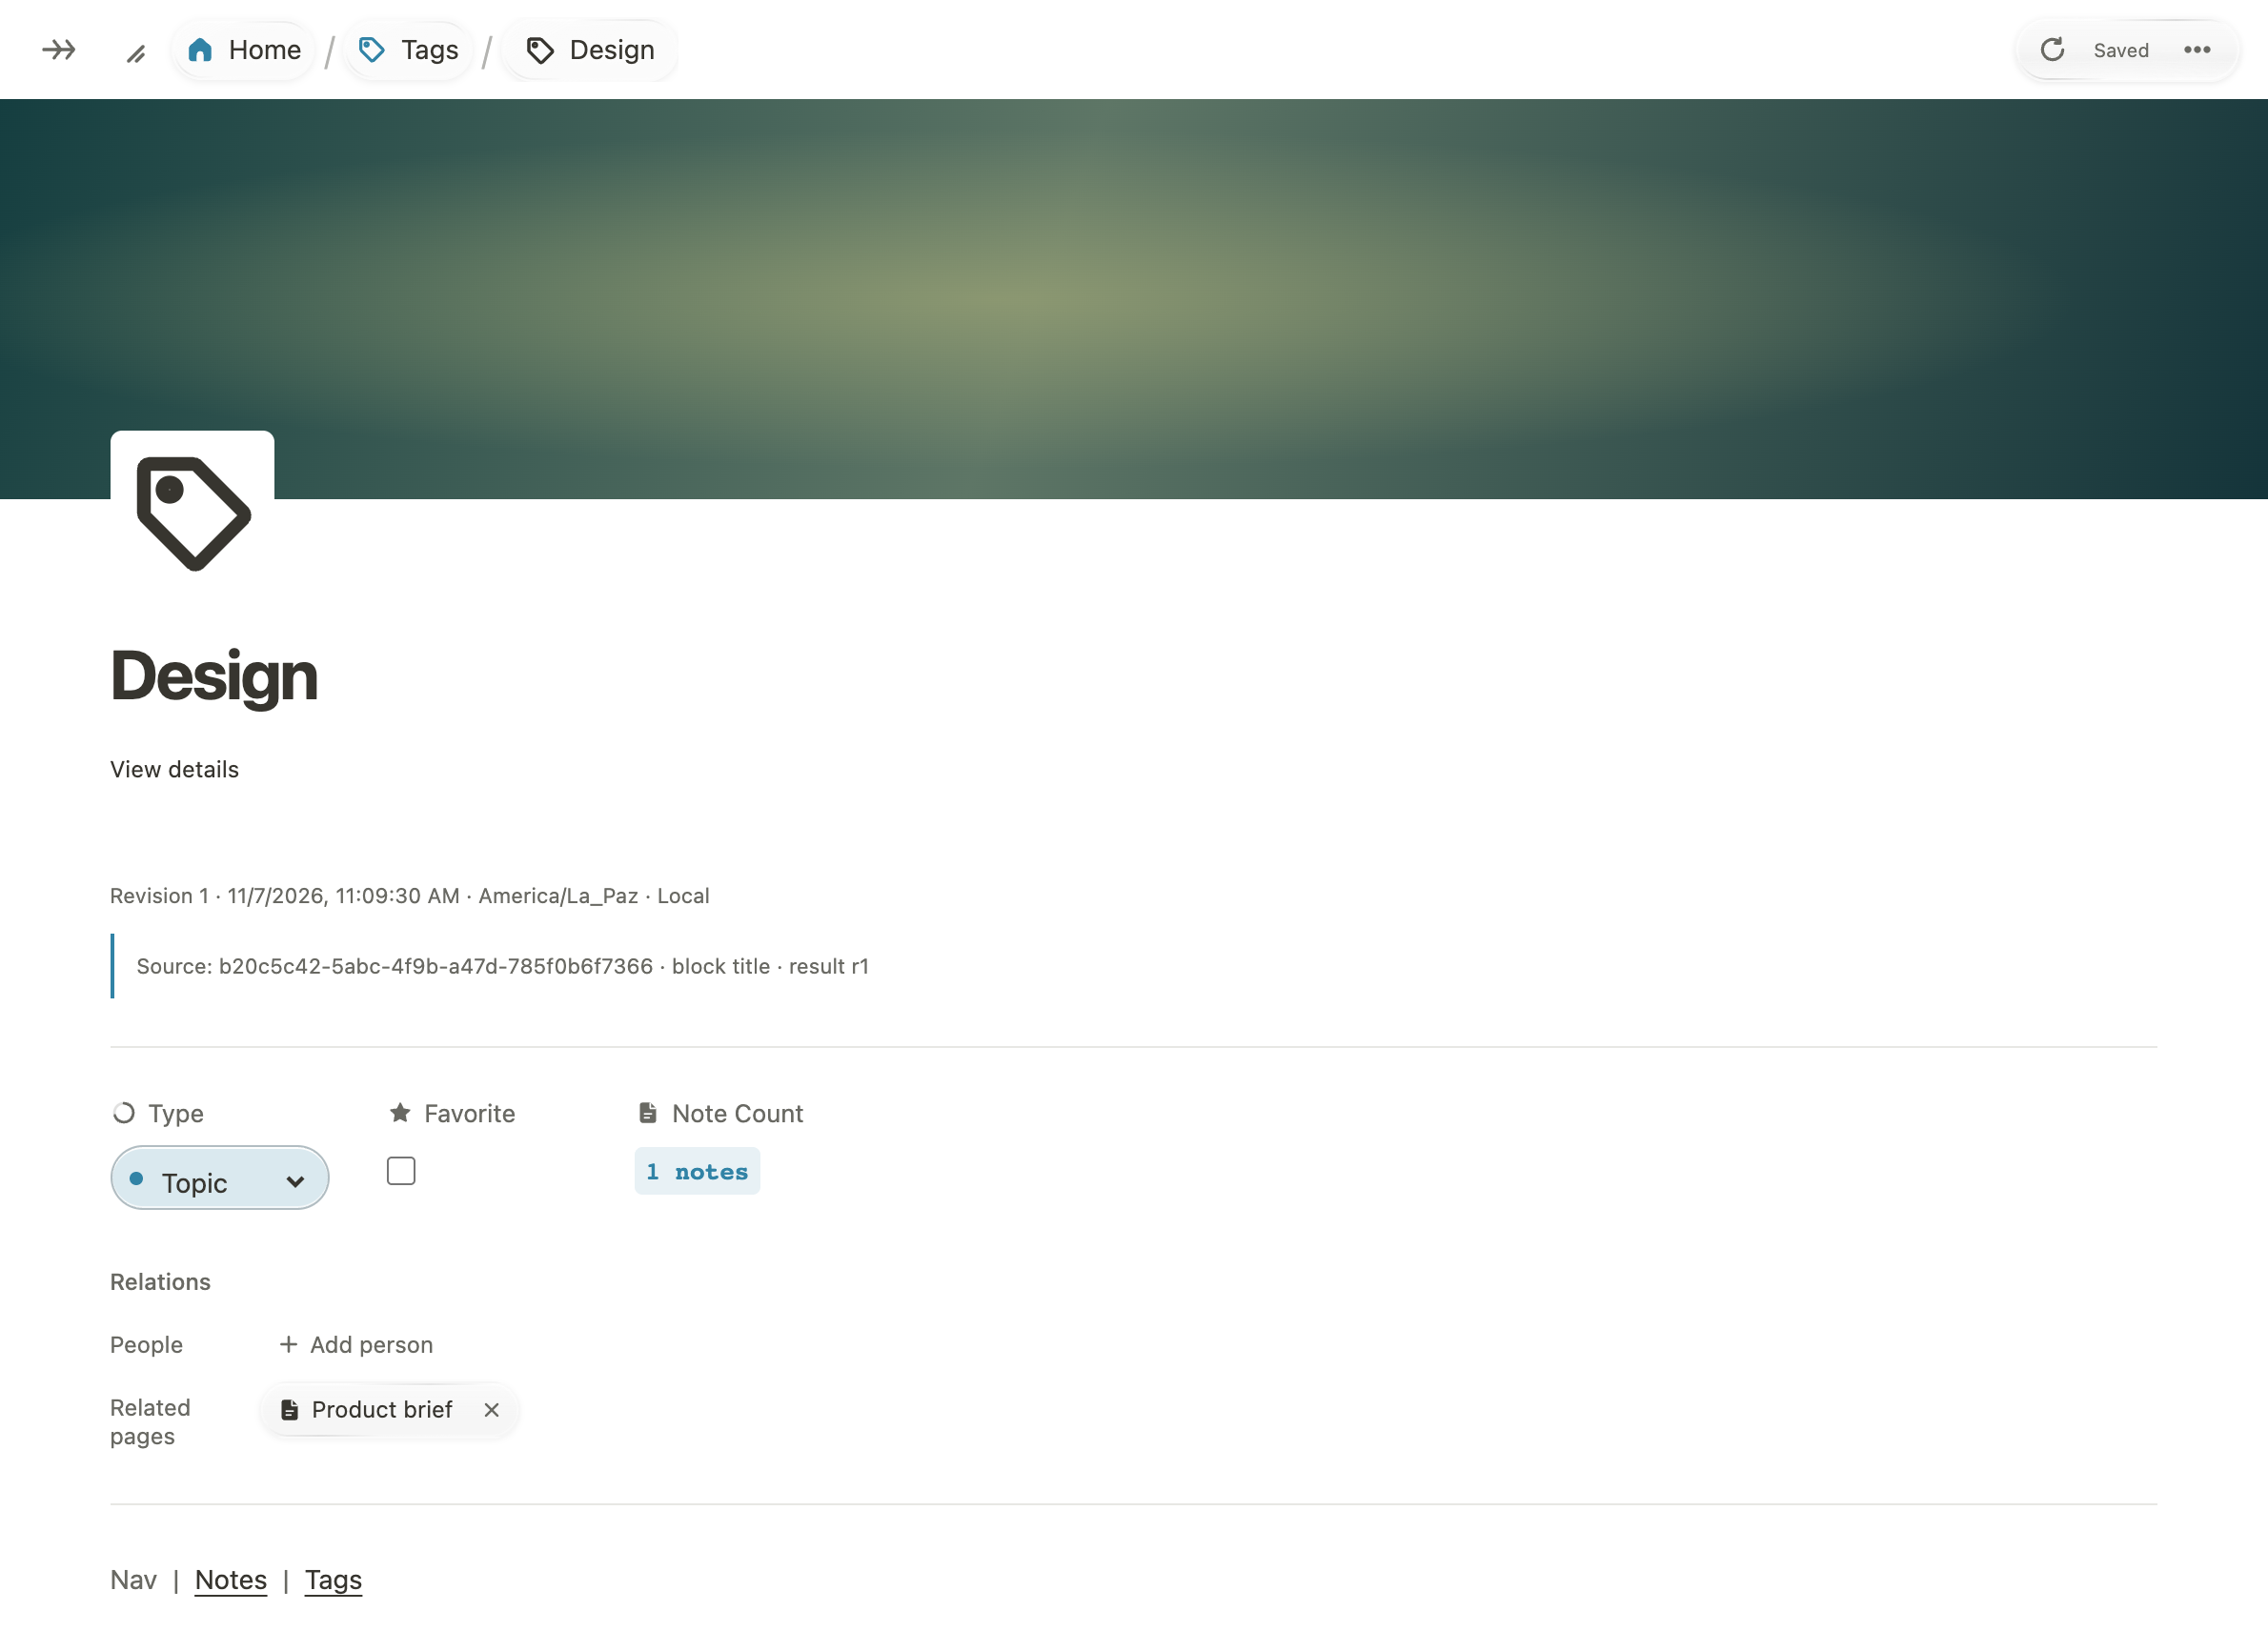 Home / Tags / Design
Saved
Design
View details
Revision 1 · 11/7/2026, 11:09:30 AM · America/La_Paz · Local
Source: b20c5c42-5abc-4f9b-a47d-785f0b6f7366 · block title · result r1
Type
Favorite
Note Count
Topic
1 notes
Relations
People
+ Add person
Related
pages
Product brief ×
Nav | Notes | Tags